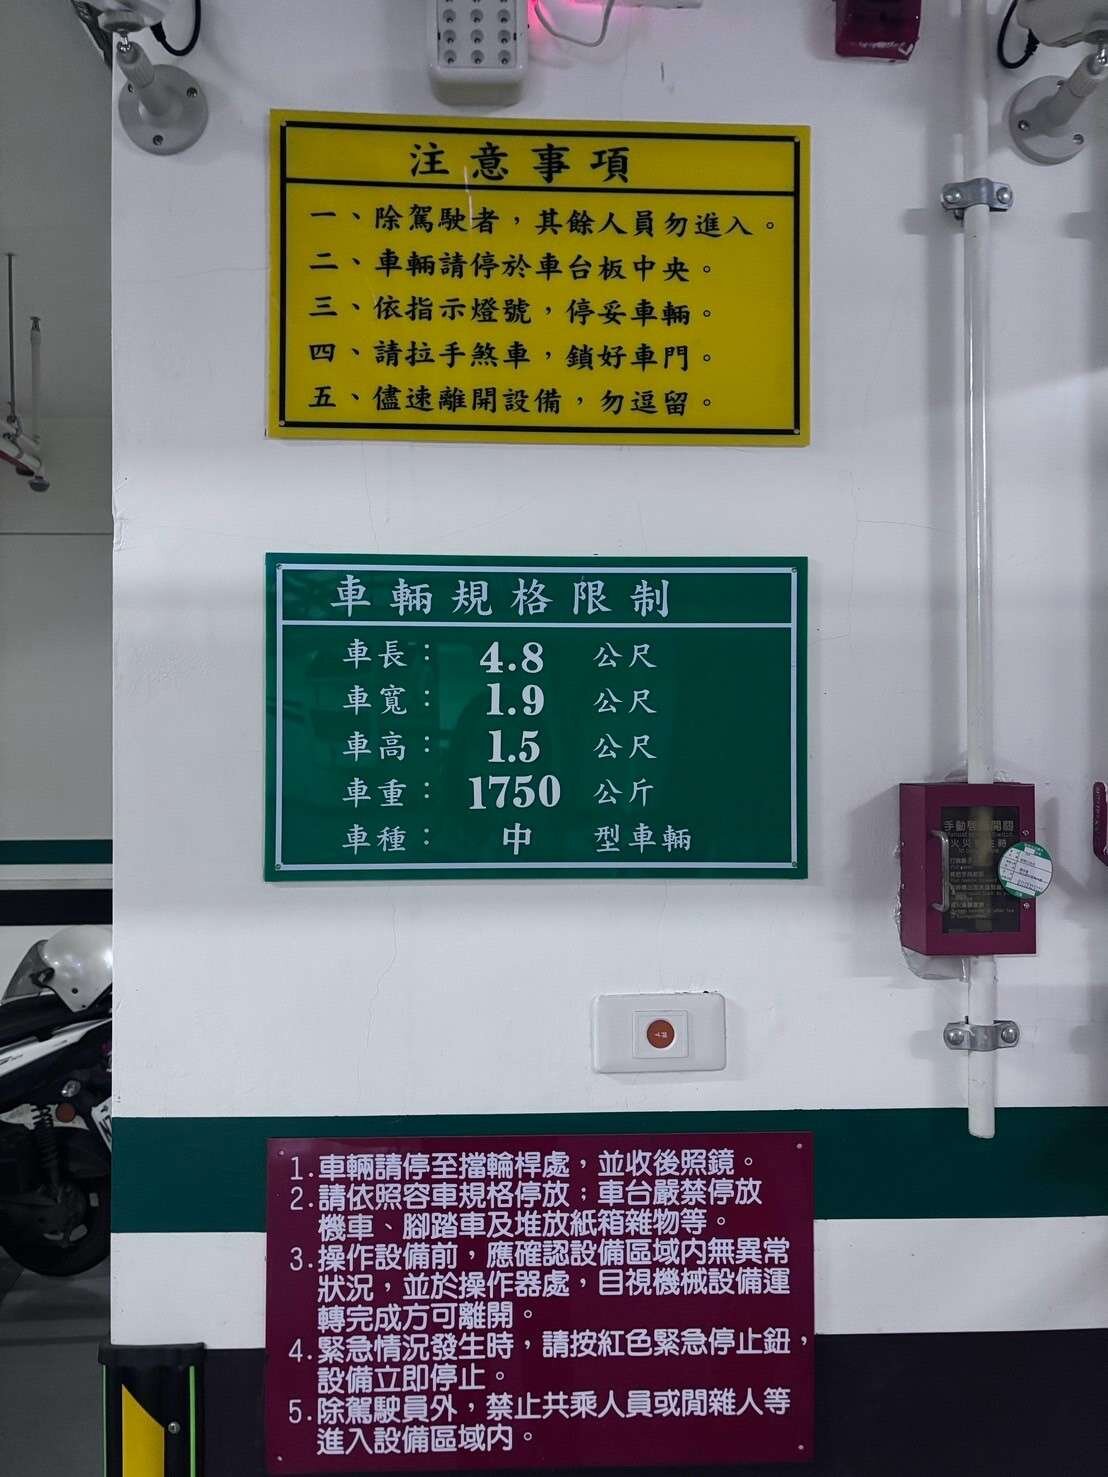 注意事項
一、除駕駛者，其餘人員勿進入。
二、車輛請停於車台板中央。
三、依指示燈號，停妥車輛。
四、請拉手煞車，鎖好車門。
五、儘速離開設備，勿逗留。
車輛規格限制
車長： 4.8 公尺
車寬： 1.9 公尺
車高： 1.5 公尺
車重： 1750 公斤
車種： 中 型車輛
1.車輛請停至擋輪桿處，並收後照鏡。
2.請依照容車規格停放；車台嚴禁停放
機車、腳踏車及堆放紙箱雜物等。
3.操作設備前，應確認設備區域內無異常
狀況，並於操作器處，目視機械設備運
轉完成方可離開。
4.緊急情況發生時，請按紅色緊急停止鈕，
設備立即停止。
5.除駕駛員外，禁止共乘人員或閒雜人等
進入設備區域內。